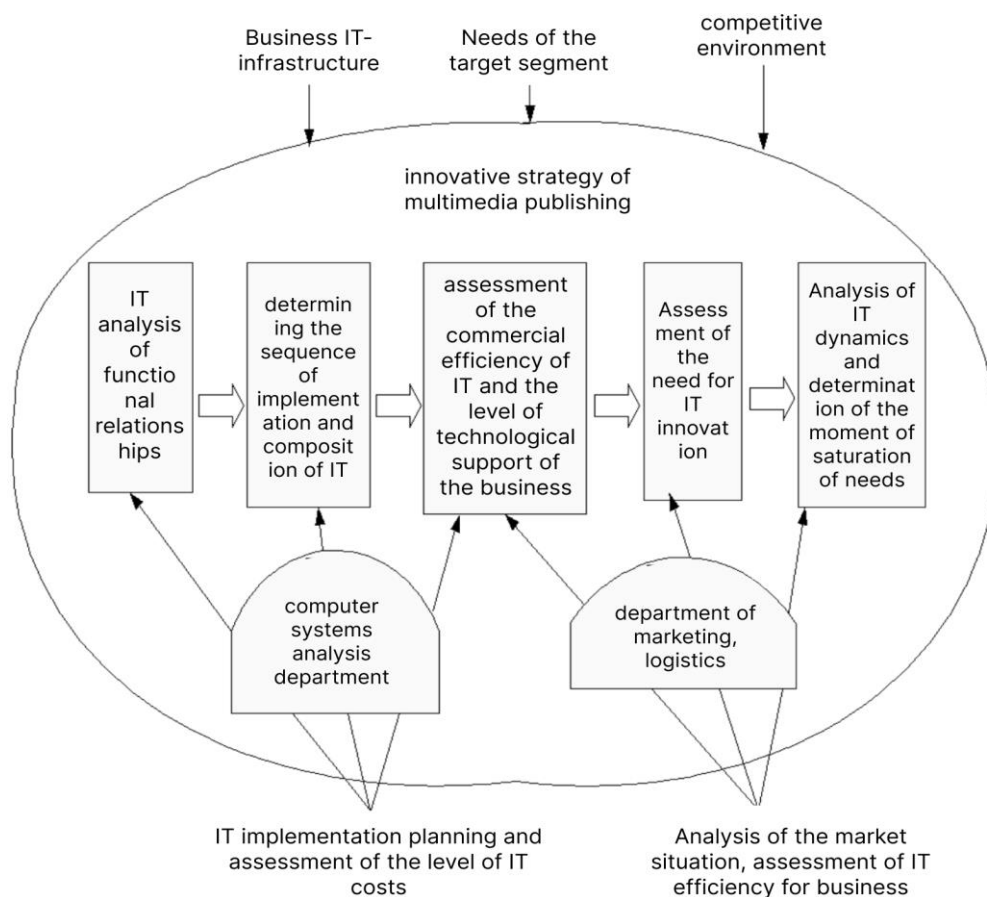 Business IT-
infrastructure
Needs of the
target segment
competitive
environment
innovative strategy of
multimedia publishing
IT
analysis
of
functio
nal
relations
hips
determin
ing the
sequence
of
implement
ation and
composit
ion of IT
assessment
of the
commercial
efficiency of
IT and the
level of
technological
support of
the business
Assess
ment of
the
need for
IT
innovat
ion
Analysis of
IT
dynamics
and
determinat
ion of the
moment of
saturation
of needs
computer
systems
analysis
department
department of
marketing,
logistics
IT implementation planning and
assessment of the level of IT
costs
Analysis of the market
situation, assessment of IT
efficiency for business